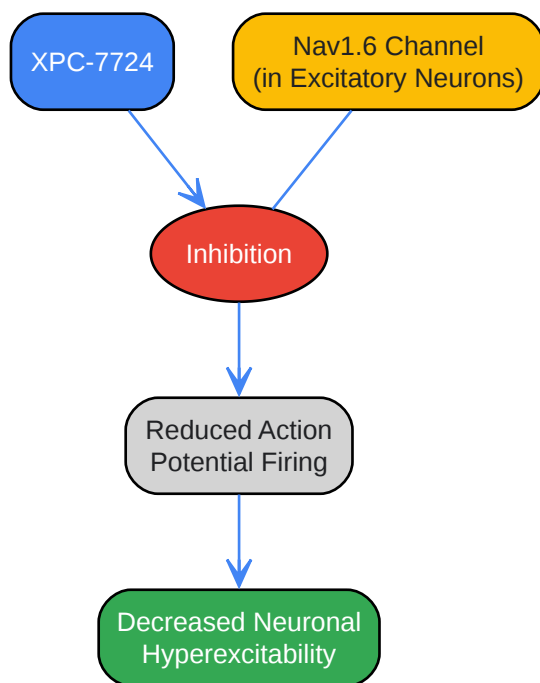 XPC-7724
Nav1.6 Channel
(in Excitatory Neurons)
Inhibition
Reduced Action
Potential Firing
Decreased Neuronal
Hyperexcitability